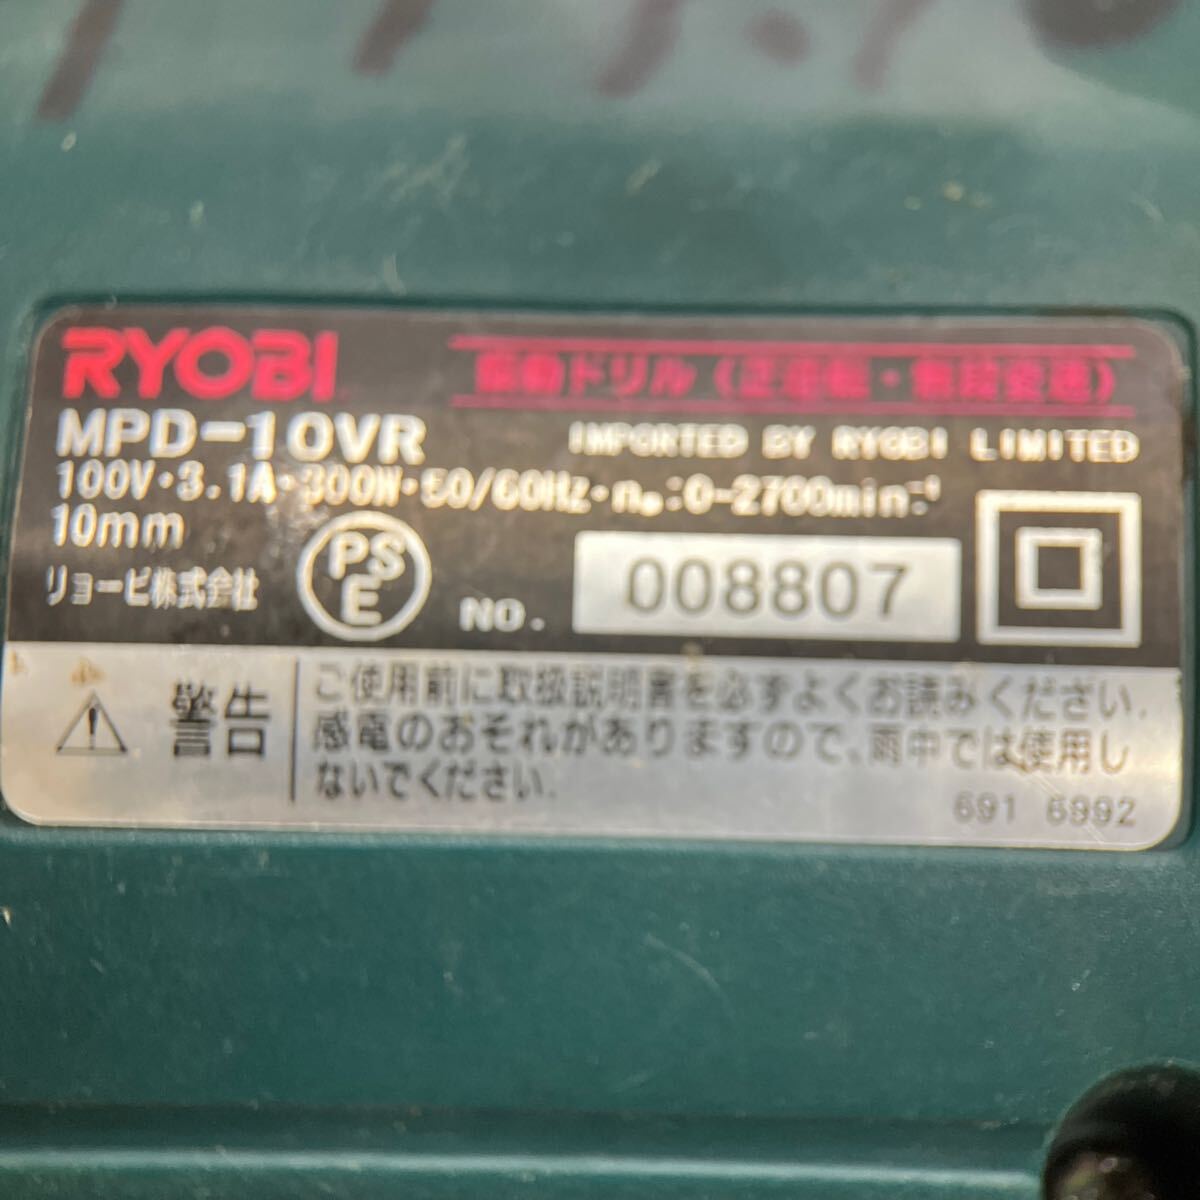 RYOBI
振動ドリル（正逆転・無段変速）
MPD-10VR
IMPORTED BY RYOBI LIMITED
100V・3.1A・300W・50/60Hz・n₀:0-2700min⁻¹
10mm
リョービ株式会社
PS
E
NO. 008807
警告
ご使用前に取扱説明書を必ずよくお読みください.
感電のおそれがありますので、雨中では使用し
ないでください.
691 6992